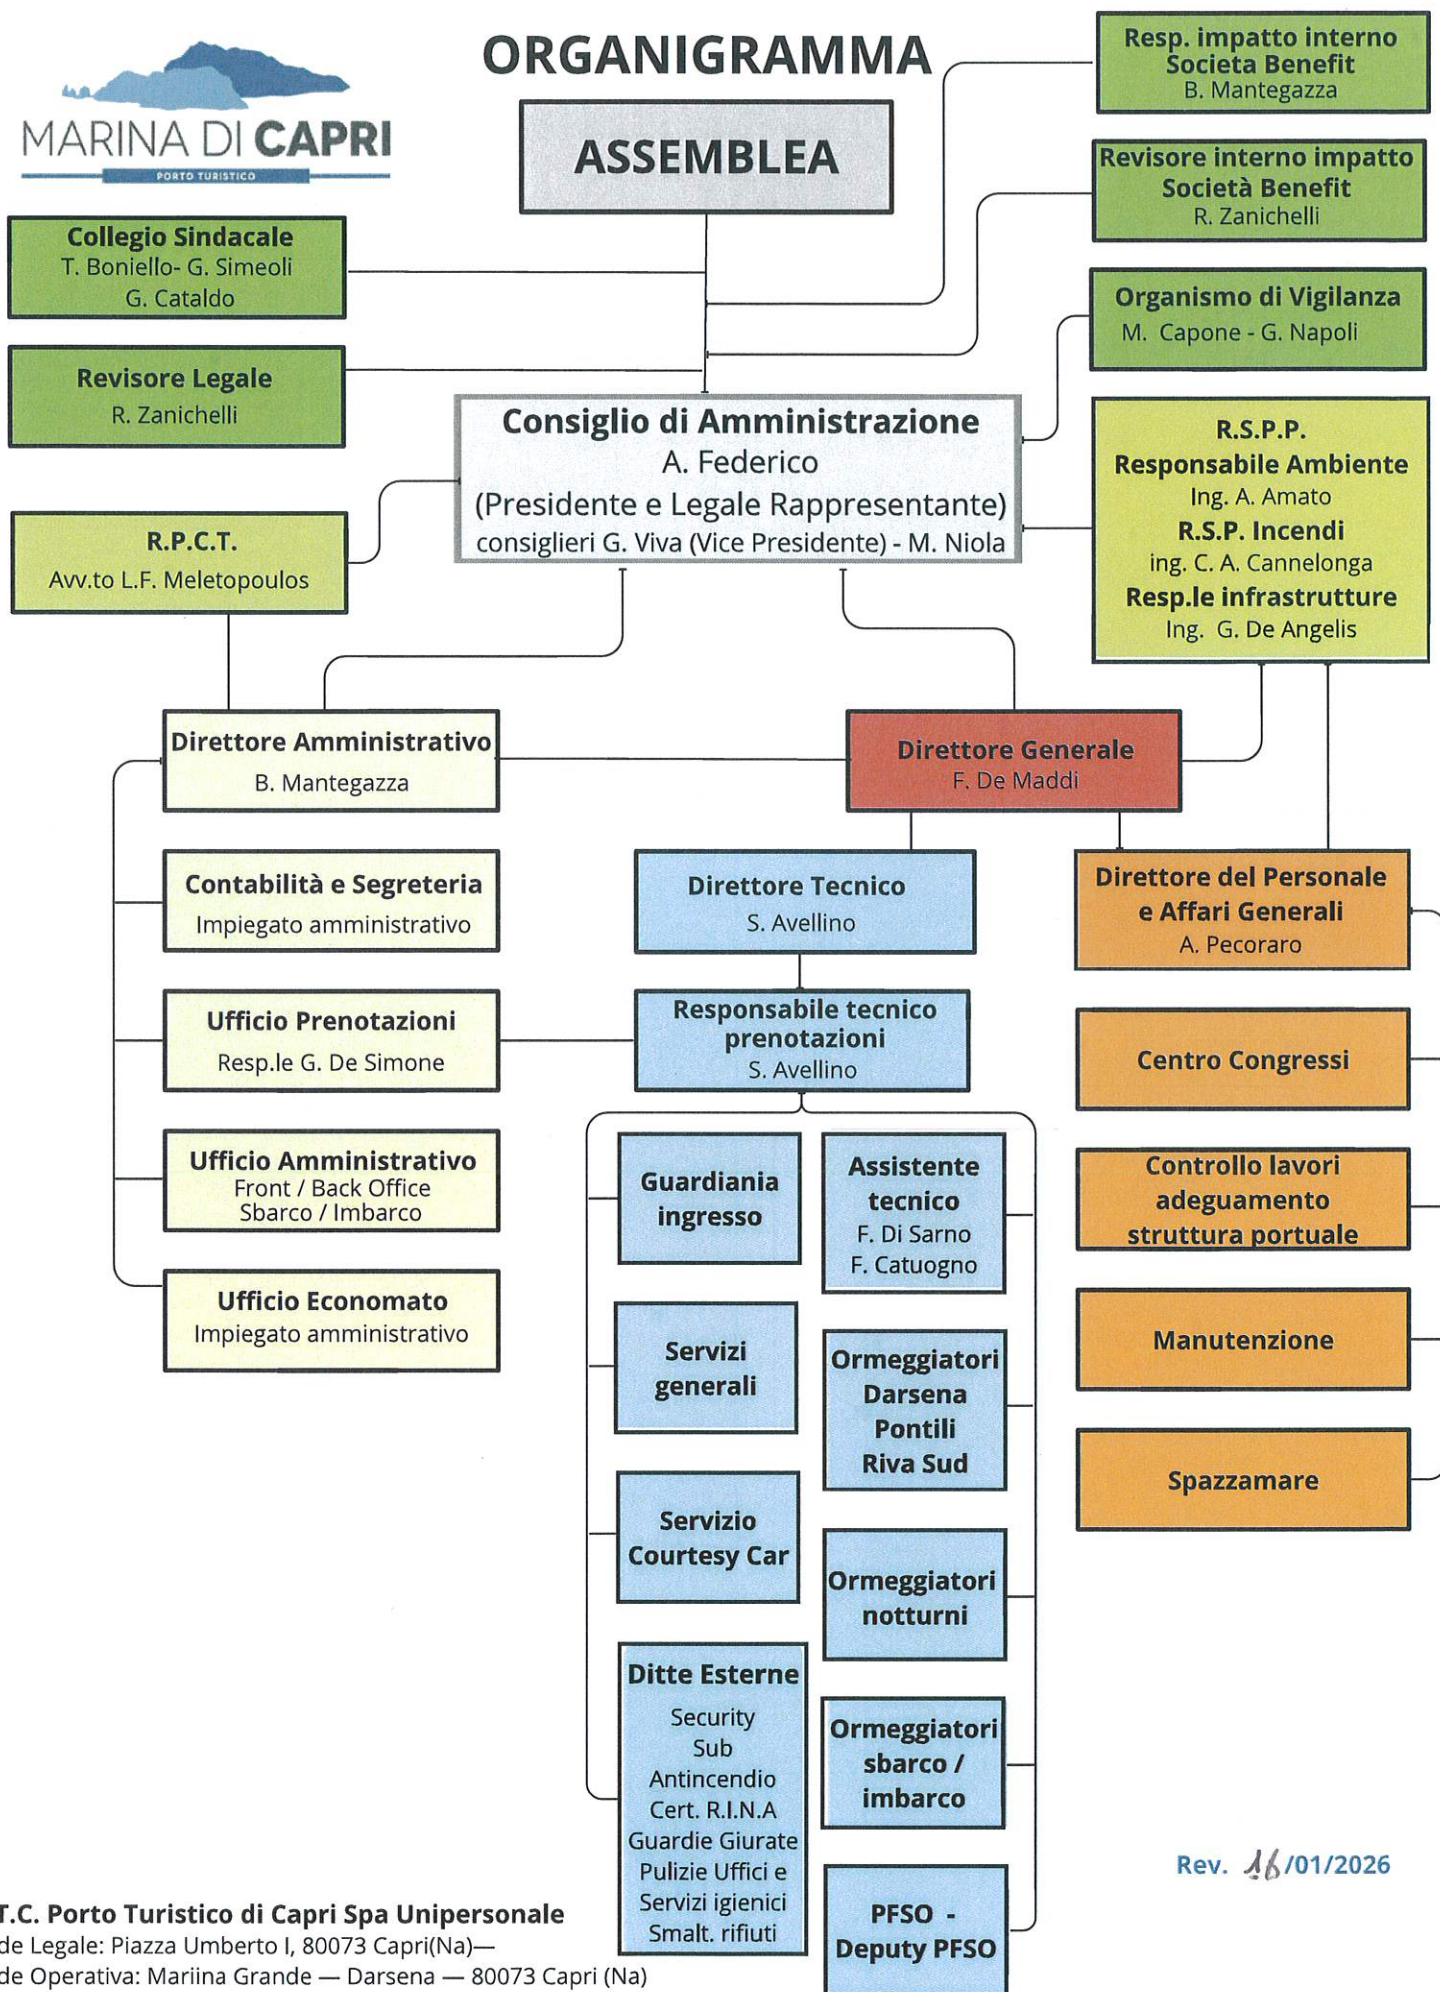 ORGANIGRAMMA
MARINA DI CAPRI
PORTO TURISTICO
ASSEMBLEA
Resp. impatto interno
Societa Benefit
B. Mantegazza
Revisore interno impatto
Società Benefit
R. Zanichelli
Collegio Sindacale
T. Boniello- G. Simeoli
G. Cataldo
Organismo di Vigilanza
M. Capone - G. Napoli
Revisore Legale
R. Zanichelli
Consiglio di Amministrazione
A. Federico
(Presidente e Legale Rappresentante)
consiglieri G. Viva (Vice Presidente) - M. Niola
R.S.P.P.
Responsabile Ambiente
Ing. A. Amato
R.S.P. Incendi
ing. C. A. Cannelonga
Resp.le infrastrutture
Ing. G. De Angelis
R.P.C.T.
Avv.to L.F. Meletopoulos
Direttore Amministrativo
B. Mantegazza
Direttore Generale
F. De Maddi
Contabilità e Segreteria
Impiegato amministrativo
Direttore Tecnico
S. Avellino
Direttore del Personale
e Affari Generali
A. Pecoraro
Ufficio Prenotazioni
Resp.le G. De Simone
Responsabile tecnico
prenotazioni
S. Avellino
Centro Congressi
Ufficio Amministrativo
Front / Back Office
Sbarco / Imbarco
Guardiania
ingresso
Assistente
tecnico
F. Di Sarno
F. Catuogno
Controllo lavori
adeguamento
struttura portuale
Ufficio Economato
Impiegato amministrativo
Servizi
generali
Ormeggiatori
Darsena
Pontili
Riva Sud
Manutenzione
Spazzamare
Servizio
Courtesy Car
Ormeggiatori
notturni
Ditte Esterne
Security
Sub
Antincendio
Cert. R.I.N.A
Guardie Giurate
Pulizie Uffici e
Servizi igienici
Smalt. rifiuti
Ormeggiatori
sbarco /
imbarco
PFSO -
Deputy PFSO
Rev. 16/01/2026
T.C. Porto Turistico di Capri Spa Unipersonale
de Legale: Piazza Umberto I, 80073 Capri(Na)—
de Operativa: Mariina Grande — Darsena — 80073 Capri (Na)